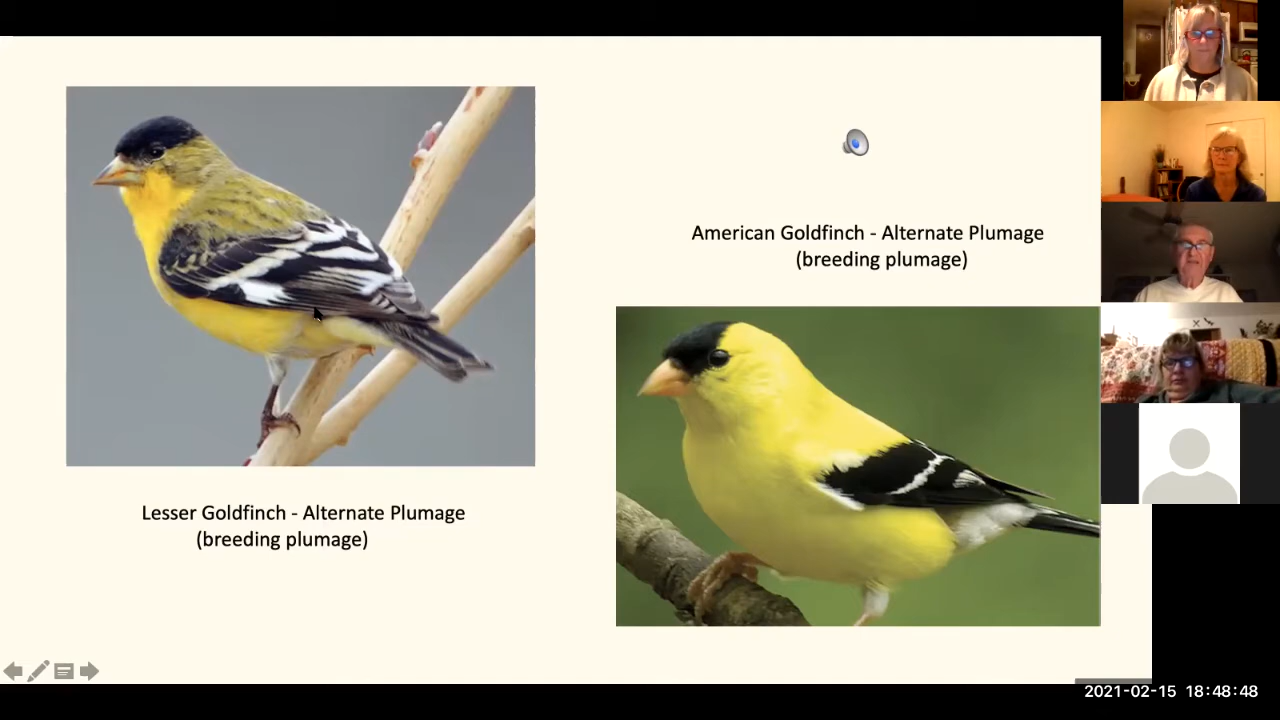 American Goldfinch - Alternate Plumage
(breeding plumage)
Lesser Goldfinch - Alternate Plumage
(breeding plumage)
2021-02-15 18:48:48